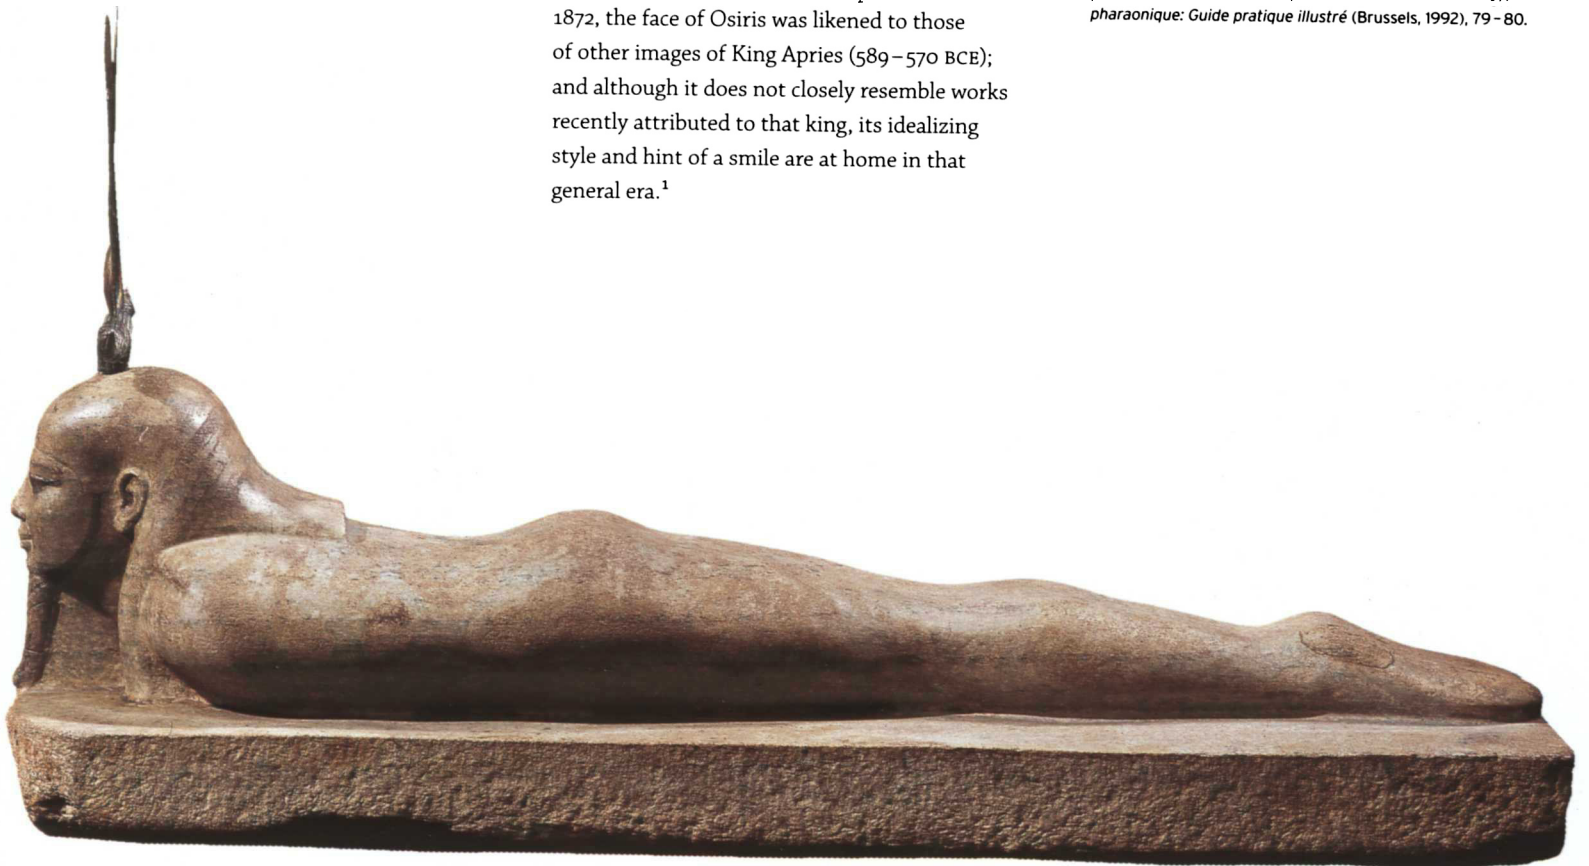 1872, the face of Osiris was likened to those
of other images of King Apries (589–570 BCE);
and although it does not closely resemble works
recently attributed to that king, its idealizing
style and hint of a smile are at home in that
general era.¹
pharaonique: Guide pratique illustré (Brussels, 1992), 79–80.